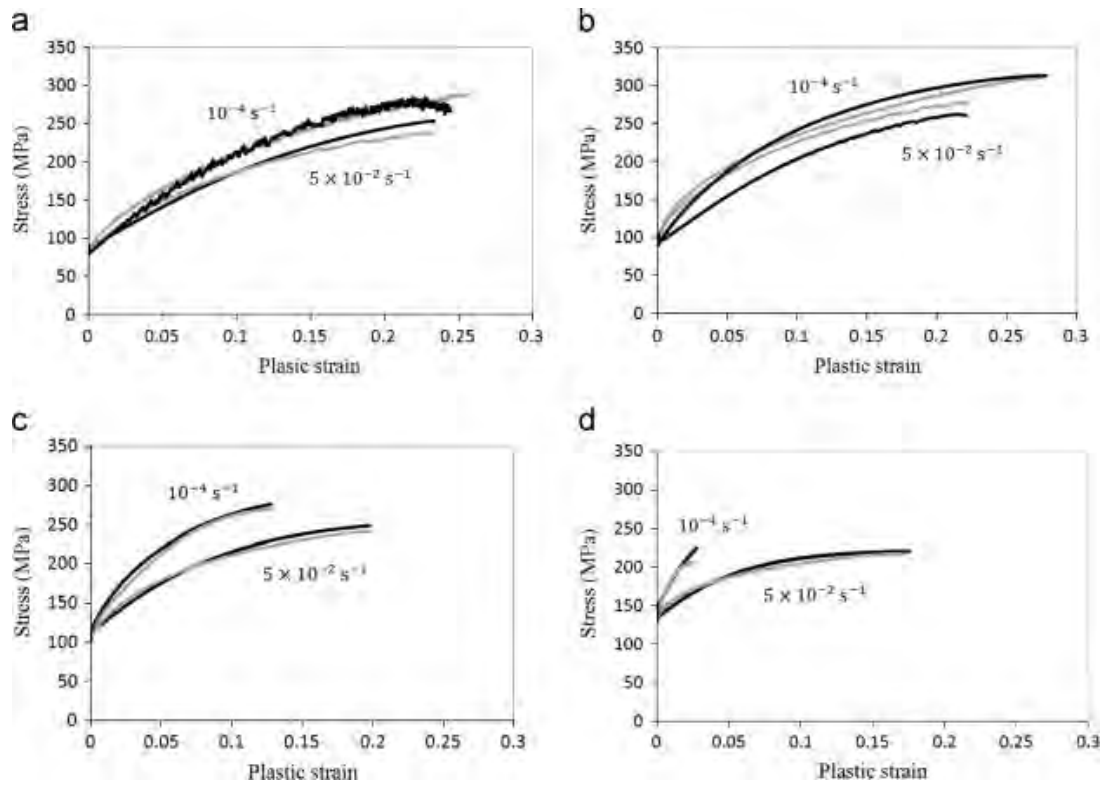 a
350
300
250
200
150
100
50
0
Stress (MPa)
10⁻⁴ s⁻¹
5 × 10⁻² s⁻¹
0 0.05 0.1 0.15 0.2 0.25 0.3
Plasic strain
b
350
300
250
200
150
100
50
0
Stress (MPa)
10⁻⁴ s⁻¹
5 × 10⁻² s⁻¹
0 0.05 0.1 0.15 0.2 0.25 0.3
Plastic strain
c
350
300
250
200
150
100
50
0
Stress (MPa)
10⁻⁴ s⁻¹
5 × 10⁻² s⁻¹
0 0.05 0.1 0.15 0.2 0.25 0.3
Plastic strain
d
350
300
250
200
150
100
50
0
Stress (MPa)
10⁻⁴ s⁻¹
5 × 10⁻² s⁻¹
0 0.05 0.1 0.15 0.2 0.25 0.3
Plastic strain